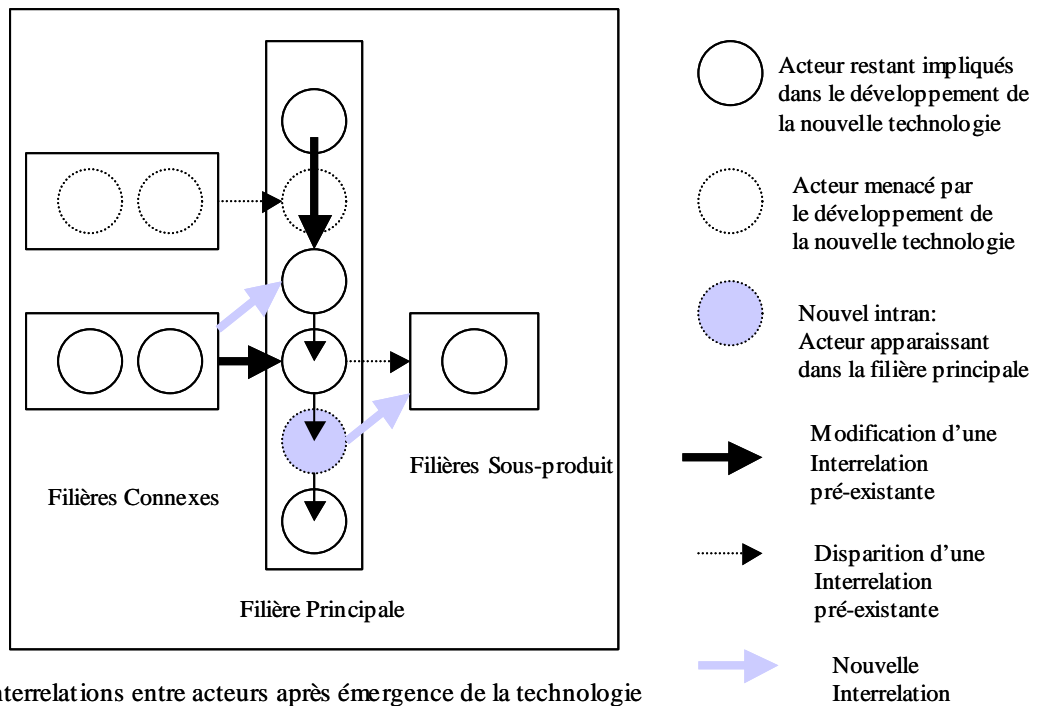 Filières Connexes
Filière Principale
Filières Sous-produit
Acteur restant impliqués
dans le développement de
la nouvelle technologie
Acteur menacé par
le développement de
la nouvelle technologie
Nouvel intran:
Acteur apparaissant
dans la filière principale
Modification d'une
Interrelation
pré-existante
Disparition d'une
Interrelation
pré-existante
Nouvelle
Interrelation
nterrelations entre acteurs après émergence de la technologie